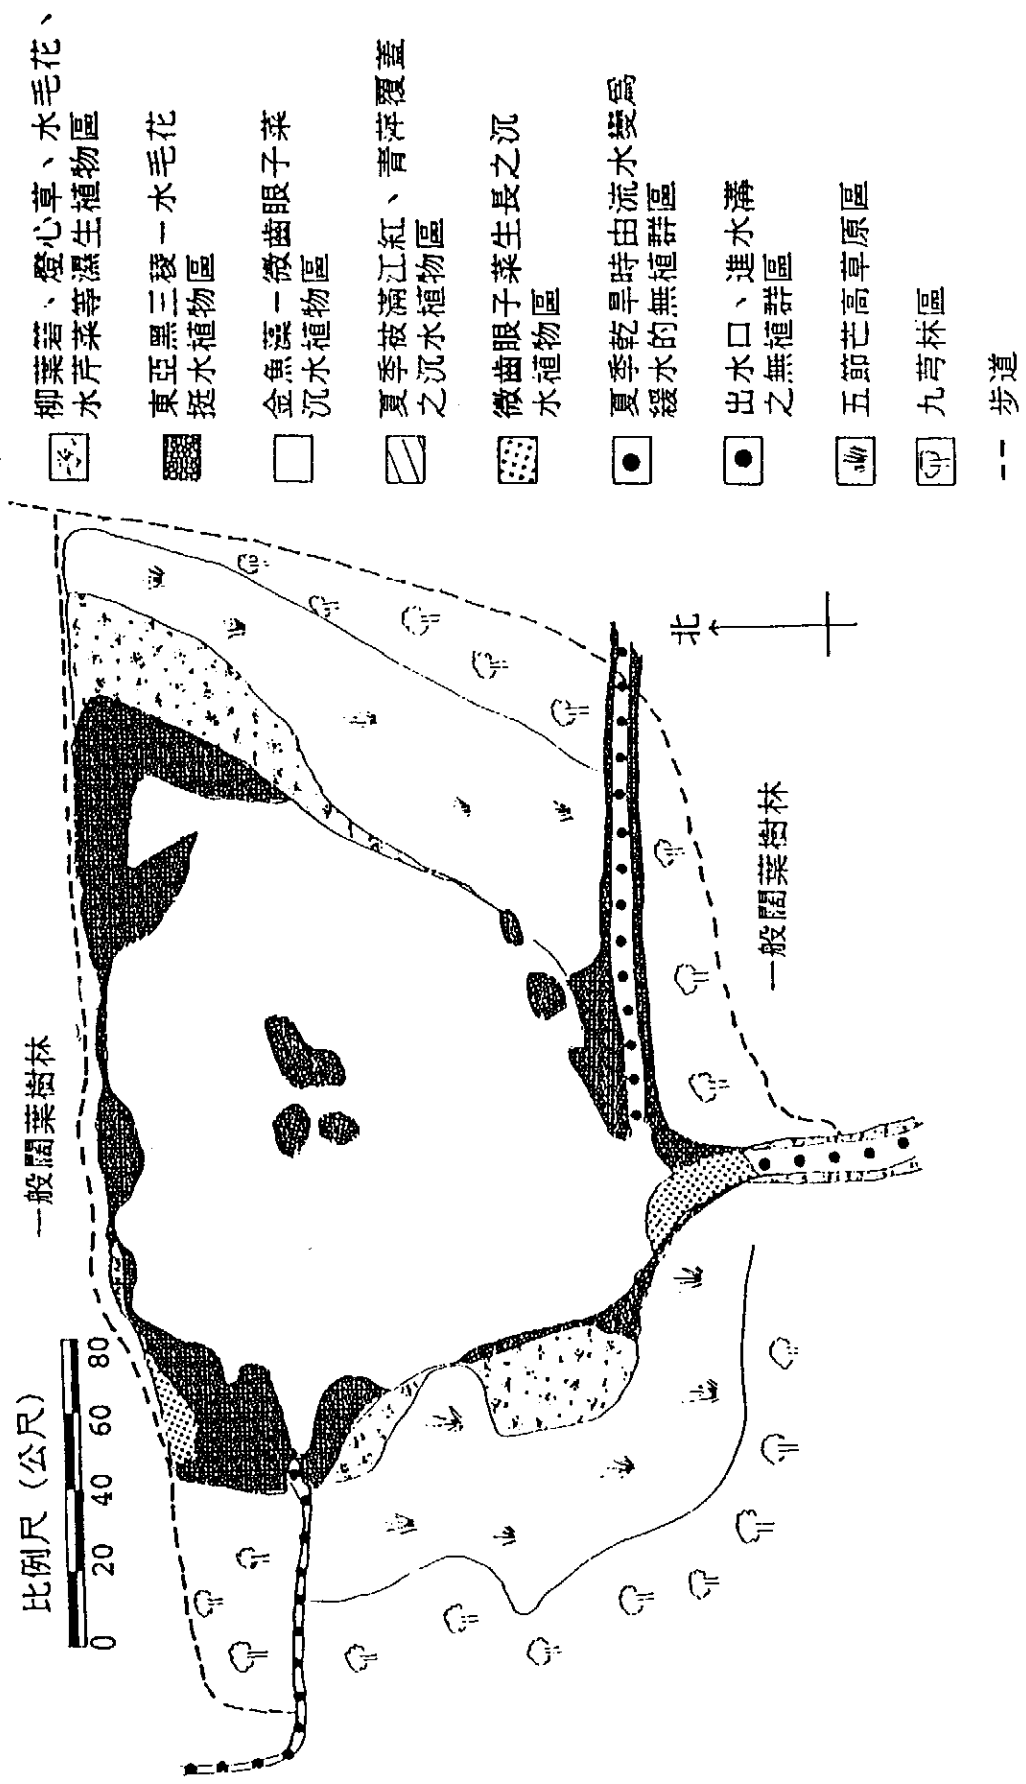 一般闊葉樹林
比例尺（公尺）
0 20 40 60 80
北
一般闊葉樹林
柳葉箬、燈心草、水毛花、
水芹菜等濕生植物區
東亞黑三稜－水毛花
挺水植物區
金魚藻－微齒眼子菜
沉水植物區
夏季被滿江紅、青萍覆蓋
之沉水植物區
微齒眼子菜生長之沉
水植物區
夏季乾旱時由流水變爲
緩水的無植群區
出水口、進水溝
之無植群區
五節芒高草原區
九芎林區
步道